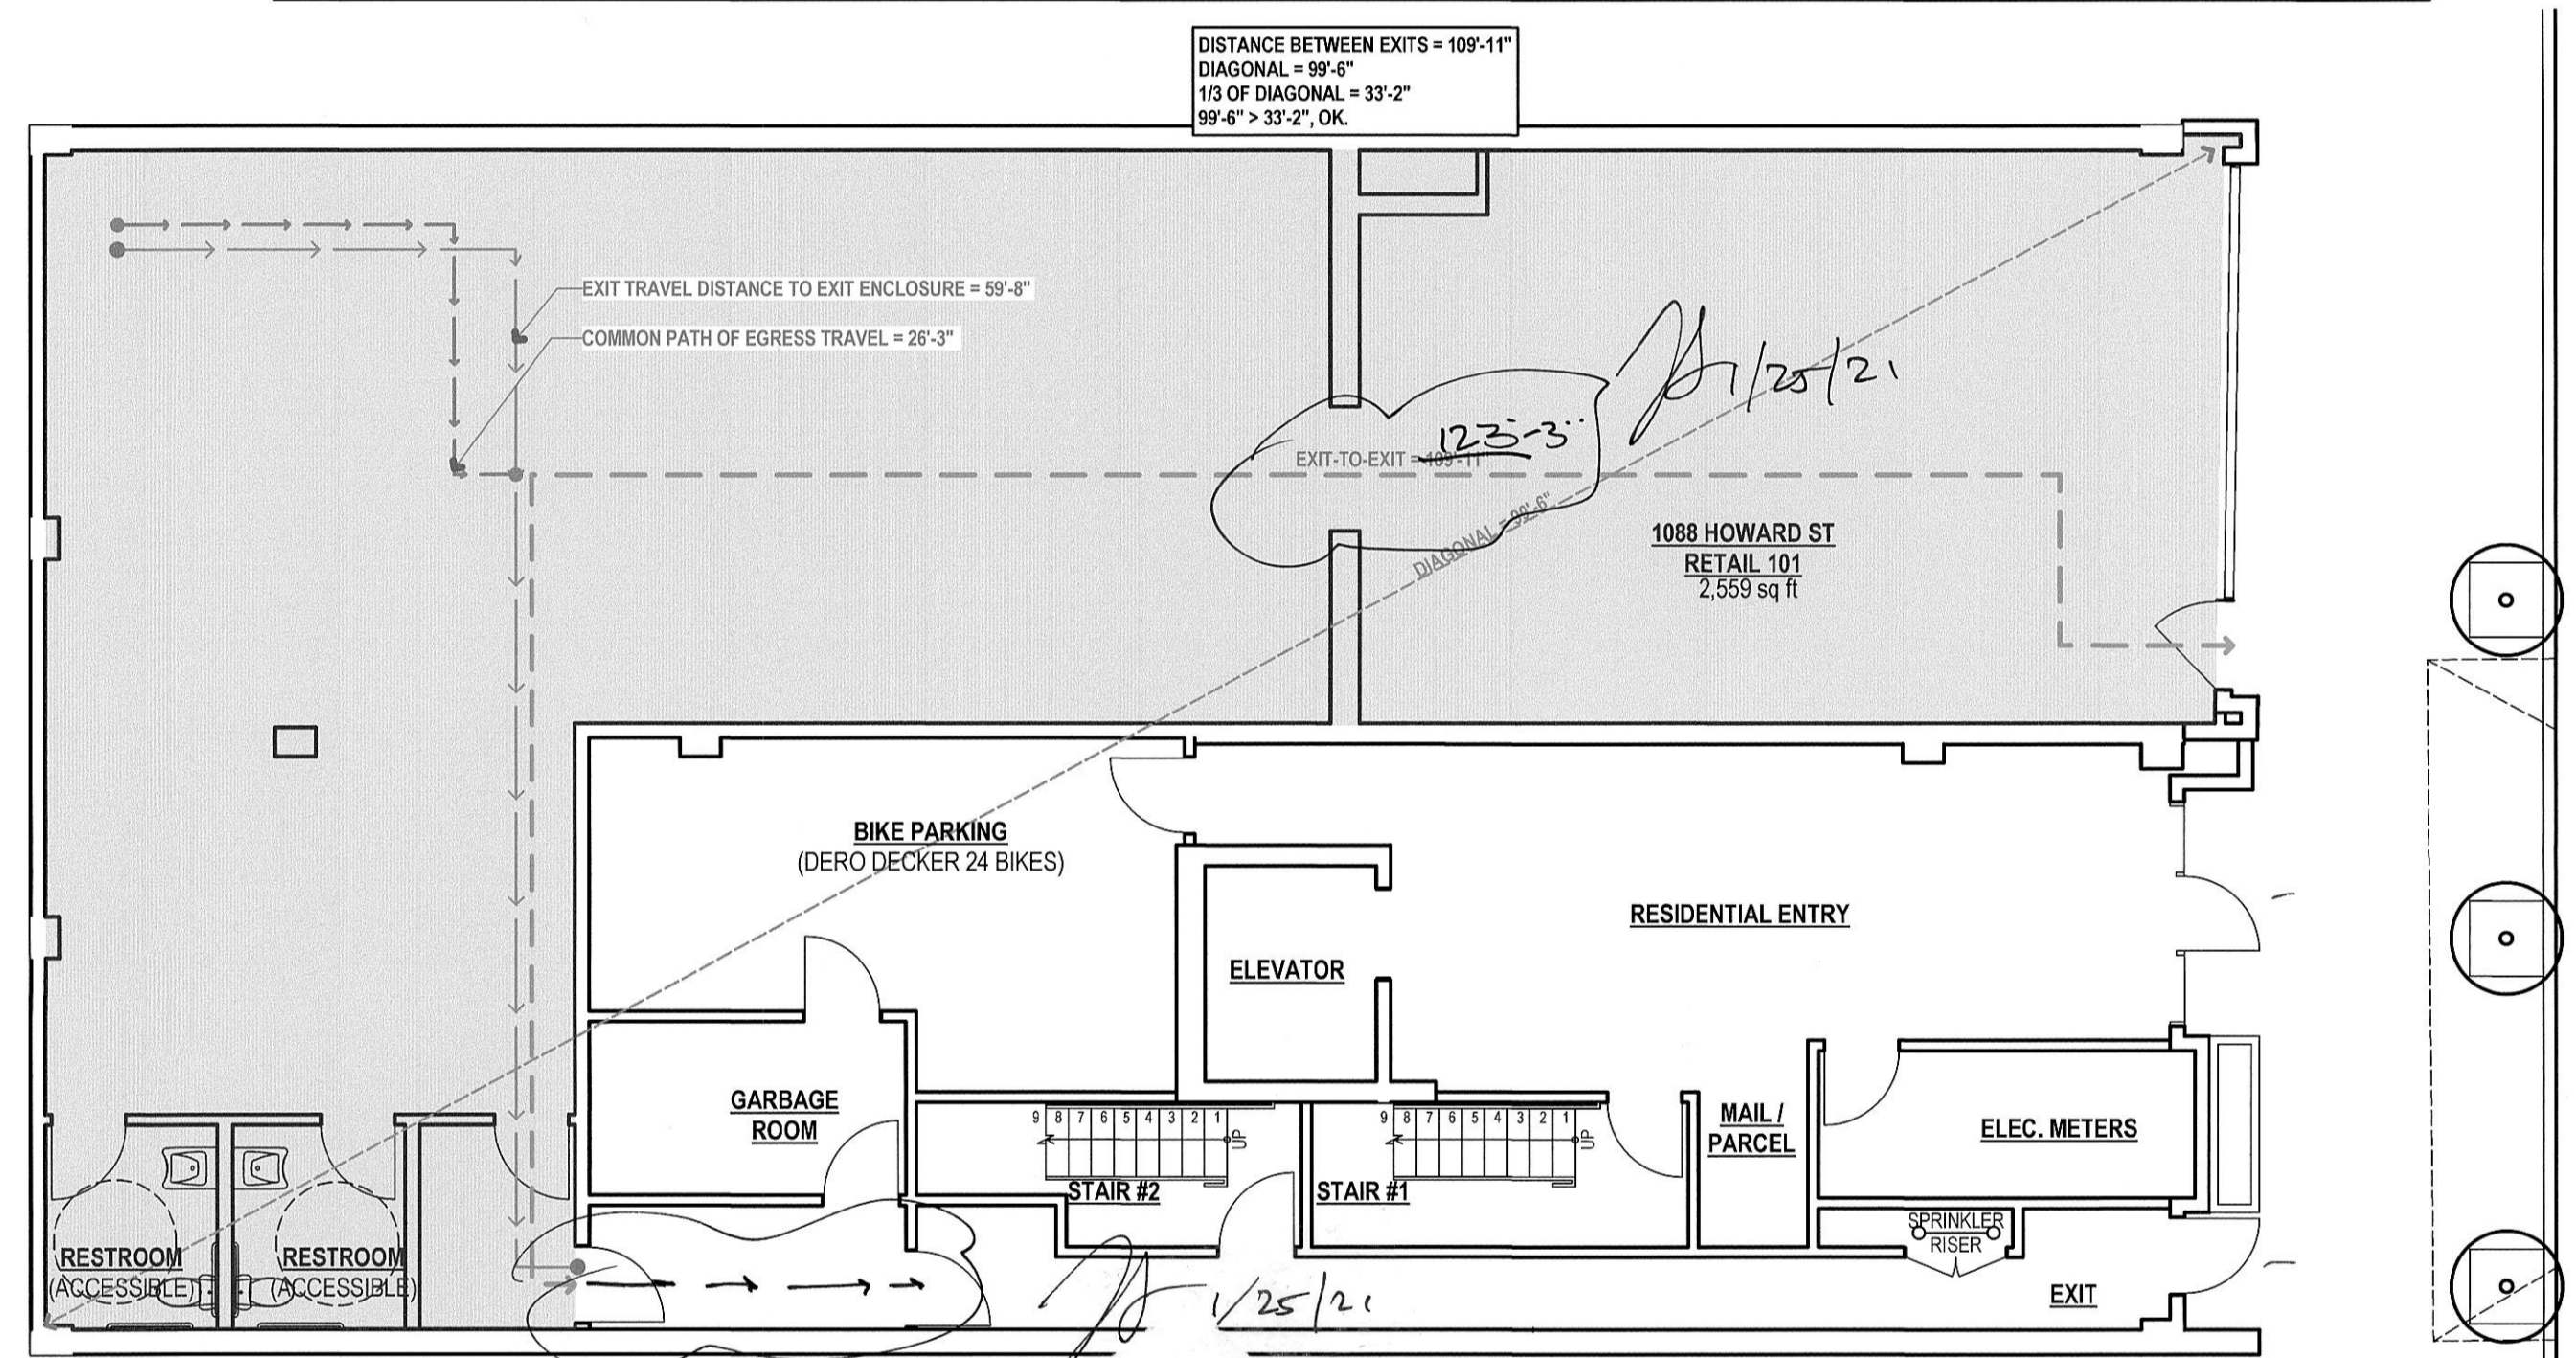 DISTANCE BETWEEN EXITS = 109'-11"
DIAGONAL = 99'-6"
1/3 OF DIAGONAL = 33'-2"
99'-6" > 33'-2", OK.
EXIT TRAVEL DISTANCE TO EXIT ENCLOSURE = 59'-8"
COMMON PATH OF EGRESS TRAVEL = 26'-3"
1/25/21
123'-3"
EXIT-TO-EXIT = 109'-11"
DIAGONAL = 99'-6"
1088 HOWARD ST
RETAIL 101
2,559 sq ft
BIKE PARKING
(DERO DECKER 24 BIKES)
RESIDENTIAL ENTRY
ELEVATOR
GARBAGE
ROOM
9 8 7 6 5 4 3 2 1
UP
STAIR #2
9 8 7 6 5 4 3 2 1
UP
STAIR #1
MAIL /
PARCEL
ELEC. METERS
SPRINKLER
RISER
RESTROOM
(ACCESSIBLE)
RESTROOM
(ACCESSIBLE)
EXIT
1/25/21